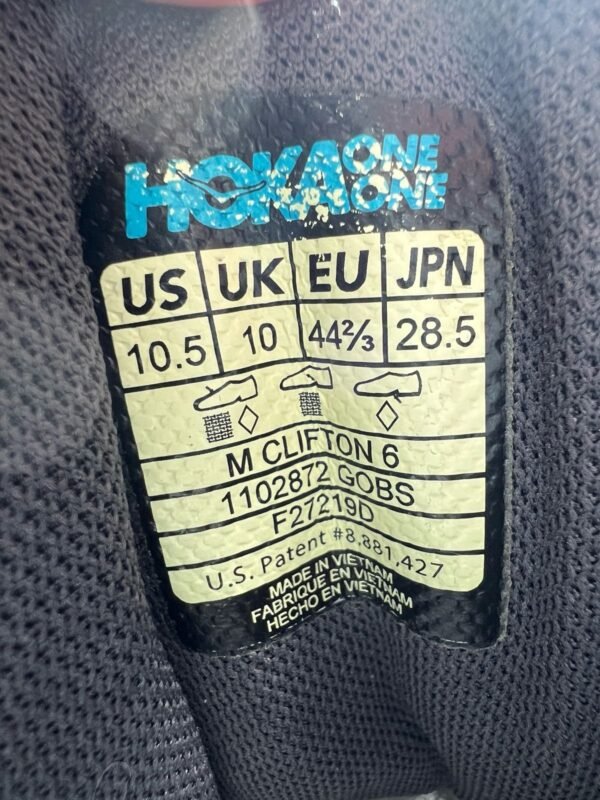 HOKA ONE ONE
US UK EU JPN
10.5 10 44⅔ 28.5
M CLIFTON 6
1102872 GOBS
F27219D
U.S. Patent #8,881,427
MADE IN VIETNAM
FABRIQUE EN VIETNAM
HECHO EN VIETNAM